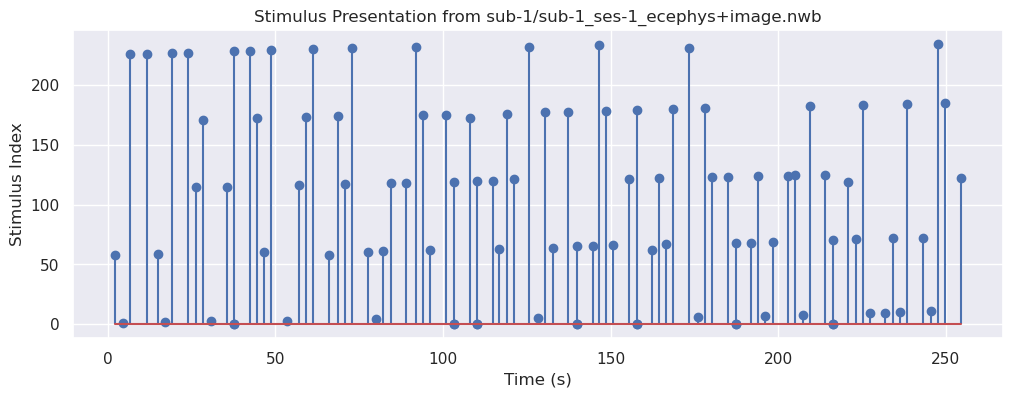 Stimulus Presentation from sub-1/sub-1_ses-1_ecephys+image.nwb
Stimulus Index
200
150
100
50
0
0 50 100 150 200 250
Time (s)